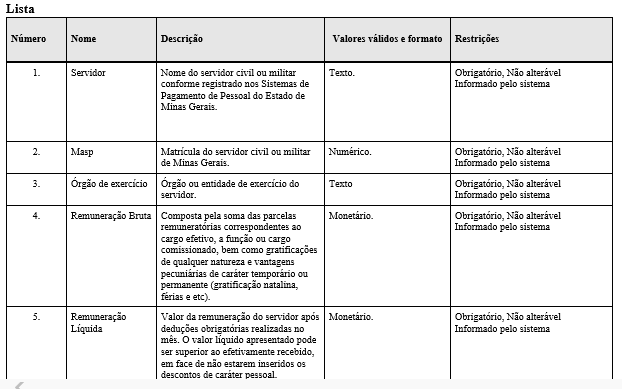 Lista
Número Nome Descrição Valores válidos e formato Restrições
1. Servidor Nome do servidor civil ou militar Texto. Obrigatório, Não alterável
conforme registrado nos Sistemas de Informado pelo sistema
Pagamento de Pessoal do Estado de
Minas Gerais.
2. Masp Matrícula do servidor civil ou militar Numérico. Obrigatório, Não alterável
de Minas Gerais. Informado pelo sistema
3. Órgão de exercício Órgão ou entidade de exercício do Texto Obrigatório, Não alterável
servidor. Informado pelo sistema
4. Remuneração Bruta Composta pela soma das parcelas Monetário. Obrigatório, Não alterável
remuneratórias correspondentes ao Informado pelo sistema
cargo efetivo, a função ou cargo
comissionado, bem como gratificações
de qualquer natureza e vantagens
pecuniárias de caráter temporário ou
permanente (gratificação natalina,
férias e etc).
5. Remuneração Valor da remuneração do servidor após Monetário. Obrigatório, Não alterável
Líquida deduções obrigatórias realizadas no Informado pelo sistema
mês. O valor líquido apresentado pode
ser superior ao efetivamente recebido,
em face de não estarem inseridos os
descontos de caráter pessoal.